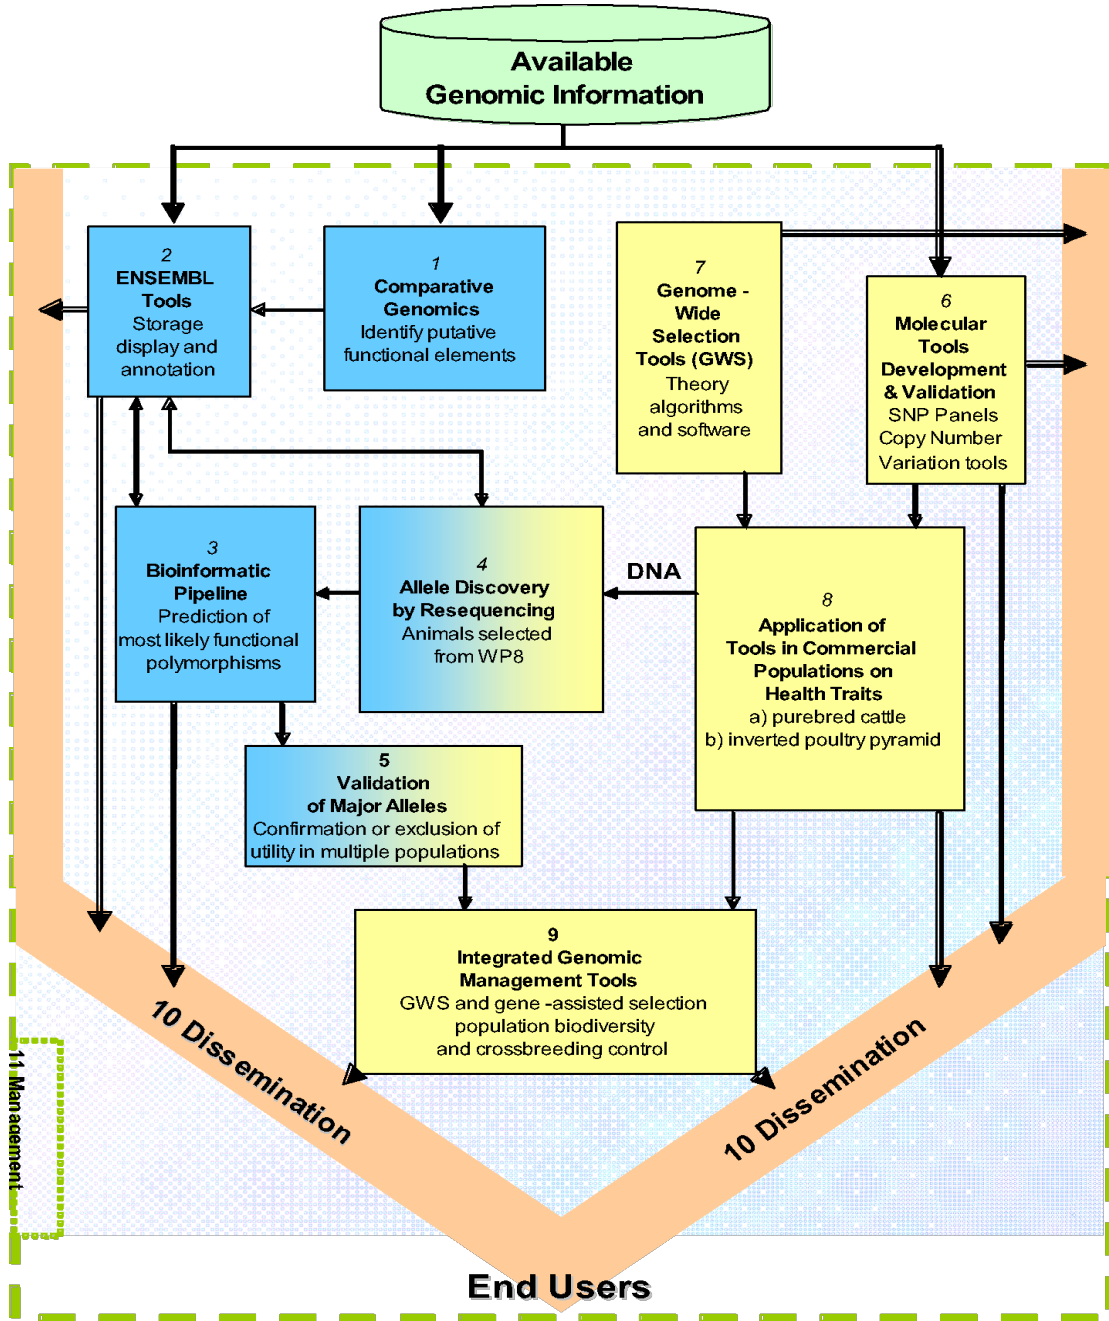 Available
Genomic Information
2
ENSEMBL
Tools
Storage
display and
annotation
1
Comparative
Genomics
Identify putative
functional elements
7
Genome -
Wide
Selection
Tools (GWS)
Theory
algorithms
and software
6
Molecular
Tools
Development
& Validation
SNP Panels
Copy Number
Variation tools
3
Bioinformatic
Pipeline
Prediction of
most likely functional
polymorphisms
4
Allele Discovery
by Resequencing
Animals selected
from WP8
DNA
8
Application of
Tools in Commercial
Populations on
Health Traits
a) purebred cattle
b) inverted poultry pyramid
5
Validation
of Major Alleles
Confirmation or exclusion of
utility in multiple populations
9
Integrated Genomic
Management Tools
GWS and gene -assisted selection
population biodiversity
and crossbreeding control
10 Dissemination
10 Dissemination
11 Management
End Users